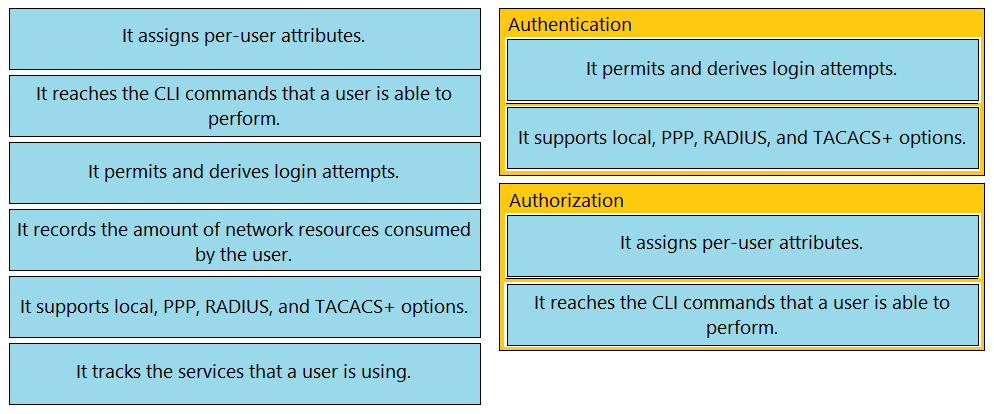 It assigns per-user attributes.
It reaches the CLI commands that a user is able to
perform.
It permits and derives login attempts.
It records the amount of network resources consumed
by the user.
It supports local, PPP, RADIUS, and TACACS+ options.
It tracks the services that a user is using.
Authentication
It permits and derives login attempts.
It supports local, PPP, RADIUS, and TACACS+ options.
Authorization
It assigns per-user attributes.
It reaches the CLI commands that a user is able to
perform.